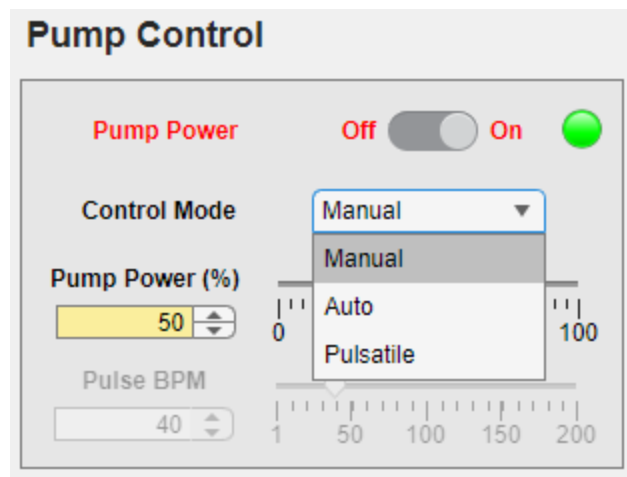 Pump Control
Pump Power Off On
Control Mode Manual
Manual
Pump Power (%)
Auto
50 0 100
Pulsatile
Pulse BPM
40 1 50 100 150 200